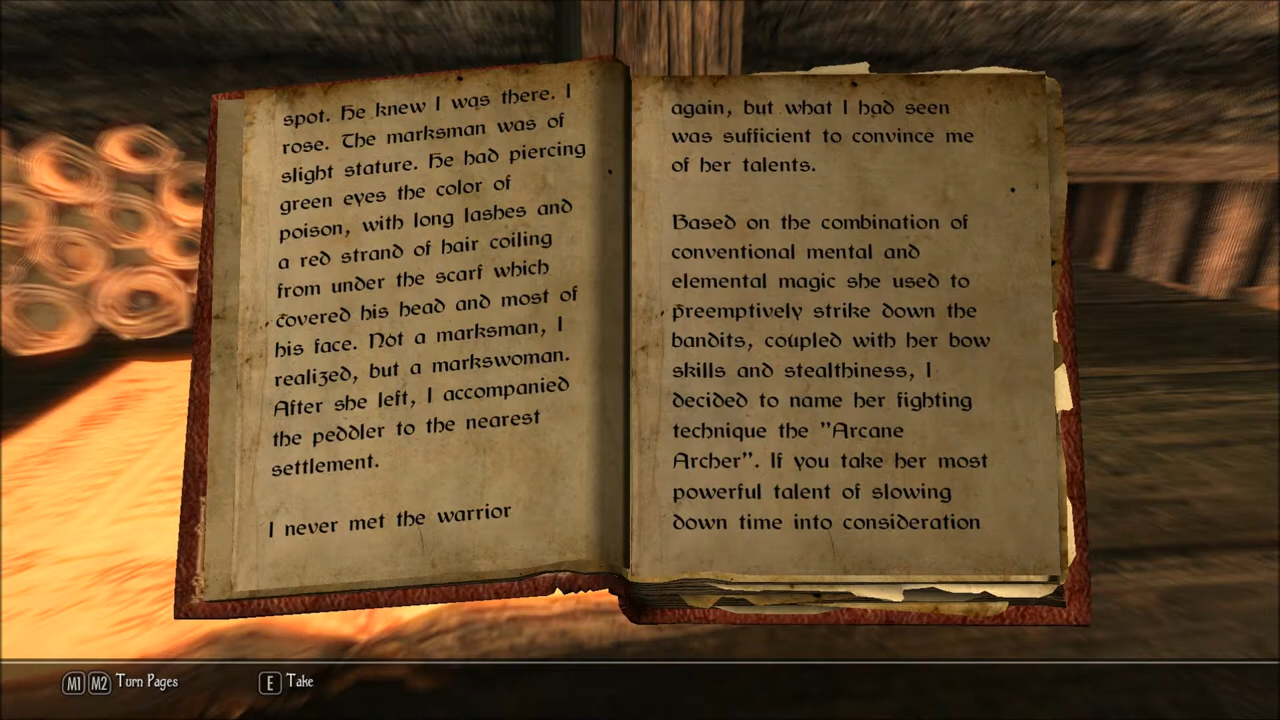 spot. He knew I was there. I
rose. The marksman was of
slight stature. He had piercing
green eyes the color of
poison, with long lashes and
a red strand of hair coiling
from under the scarf which
covered his head and most of
his face. Not a marksman, I
realized, but a markswoman.
After she left, I accompanied
the peddler to the nearest
settlement.
I never met the warrior
again, but what I had seen
was sufficient to convince me
of her talents.
Based on the combination of
conventional mental and
elemental magic she used to
preemptively strike down the
bandits, coupled with her bow
skills and stealthiness, I
decided to name her fighting
technique the "Arcane
Archer". If you take her most
powerful talent of slowing
down time into consideration
M1 M2 Turn Pages E Take